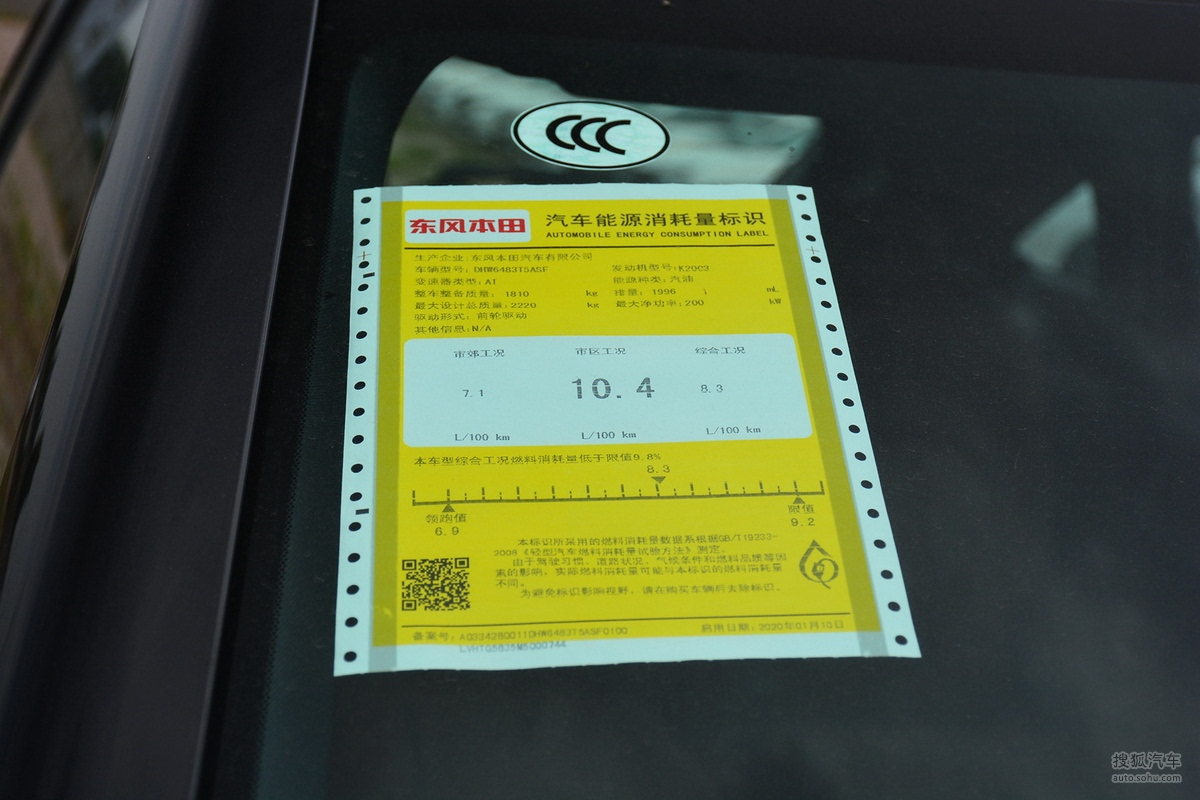 CCC
东风本田 汽车能源消耗量标识
AUTOMOBILE ENERGY CONSUMPTION LABEL
生产企业:东风本田汽车有限公司
车辆型号:DHW6483T5ASF 发动机型号:K20C3
变速器类型:AT 能源种类:汽油
整车整备质量:1810 kg 排量:1996 mL
最大设计总质量:2220 kg 最大净功率:200 kW
驱动形式:前轮驱动
其他信息:N/A
市郊工况 市区工况 综合工况
7.1 10.4 8.3
L/100 km L/100 km L/100 km
本车型综合工况燃料消耗量低于限值9.8%
8.3
领跑值 限值
6.9 9.2
本标识所采用的燃料消耗量数据系根据GB/T19233-
2008《轻型汽车燃料消耗量试验方法》测定。
由于驾驶习惯、道路状况、气候条件和燃料品质等因
素的影响,实际燃料消耗量可能与本标识的燃料消耗量
不同。
为避免标识影响视野,请在购买车辆后去除标识。
备案号:AQ334280011DHW6483T5ASFQ100 启用日期:2020年01月10日
LVHTG5835M5000744
搜狐汽车
auto.sohu.com